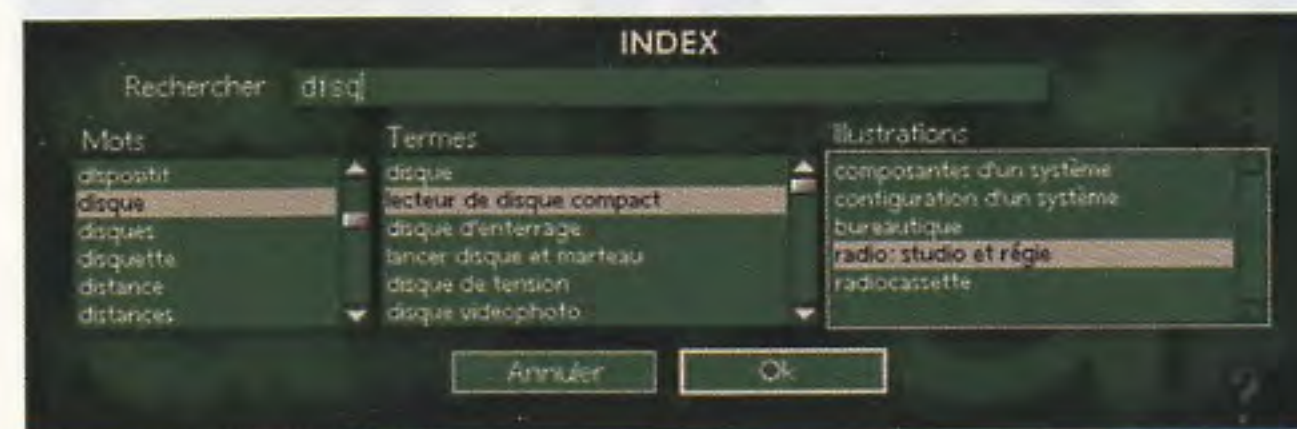 INDEX
Rechercher disq
Mots
dispositif
disque
disques
disquette
distance
distances
Termes
disque
lecteur de disque compact
disque d'enterrage
lancer disque et marteau
disque de tension
disque videophoto
Illustrations
composantes d'un système
configuration d'un système
bureautique
radio: studio et régie
radiocassette
Annuler
Ok
?